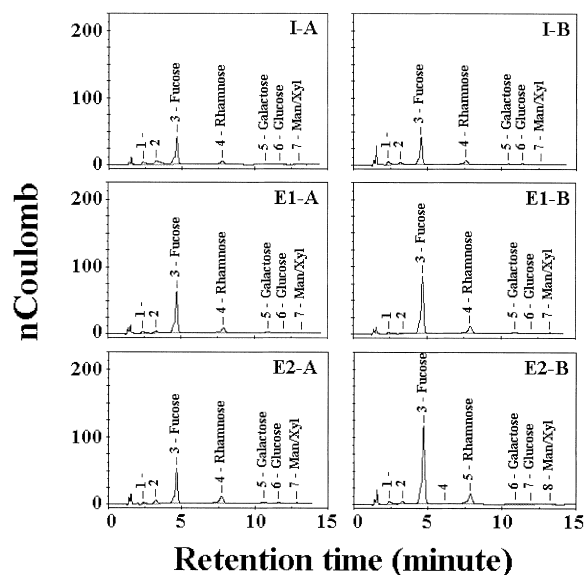 nCoulomb
I-A
200
100
0
1 -
2 -
3 - Fucose
4 - Rhamnose
5 - Galactose
6 - Glucose
7 - Man/Xyl
I-B
1 -
2 -
3 - Fucose
4 - Rhamnose
5 - Galactose
6 - Glucose
7 - Man/Xyl
E1-A
200
100
0
1 -
2 -
3 - Fucose
4 - Rhamnose
5 - Galactose
6 - Glucose
7 - Man/Xyl
E1-B
1 -
2 -
3 - Fucose
4 - Rhamnose
5 - Galactose
6 - Glucose
7 - Man/Xyl
E2-A
200
100
0
1 -
2 -
3 - Fucose
4 - Rhamnose
5 - Galactose
6 - Glucose
7 - Man/Xyl
E2-B
1 -
2 -
3 - Fucose
4 -
5 - Rhamnose
6 - Galactose
7 - Glucose
8 - Man/Xyl
0 5 10 15 0 5 10 15
Retention time (minute)